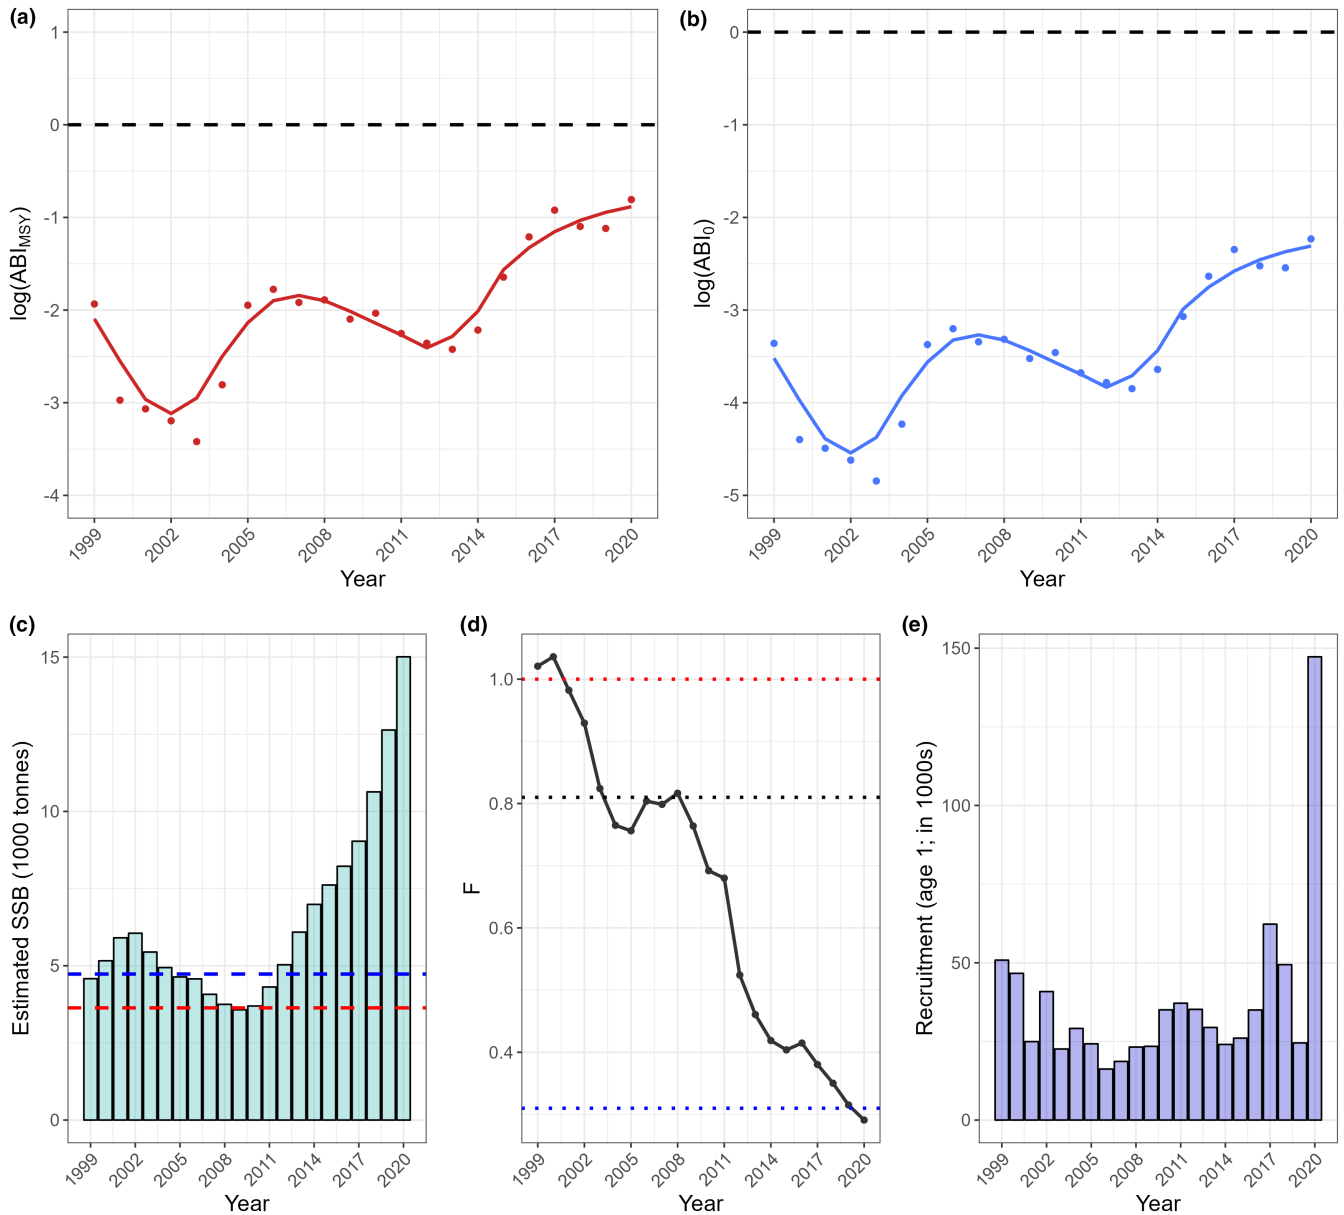 (a)
1
0
-1
-2
-3
-4
log(ABI_MSY)
1999 2002 2005 2008 2011 2014 2017 2020
Year
(b)
0
-1
-2
-3
-4
-5
log(ABI_0)
1999 2002 2005 2008 2011 2014 2017 2020
Year
(c)
15
10
5
0
Estimated SSB (1000 tonnes)
1999 2002 2005 2008 2011 2014 2017 2020
Year
(d)
1.0
0.8
0.6
0.4
F
1999 2002 2005 2008 2011 2014 2017 2020
Year
(e)
150
100
50
0
Recruitment (age 1; in 1000s)
1999 2002 2005 2008 2011 2014 2017 2020
Year